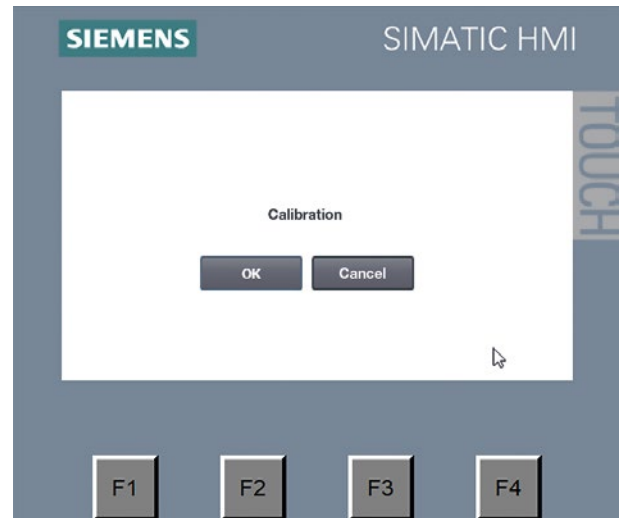 SIEMENS
SIMATIC HMI
TOUCH
Calibration
OK
Cancel
F1
F2
F3
F4